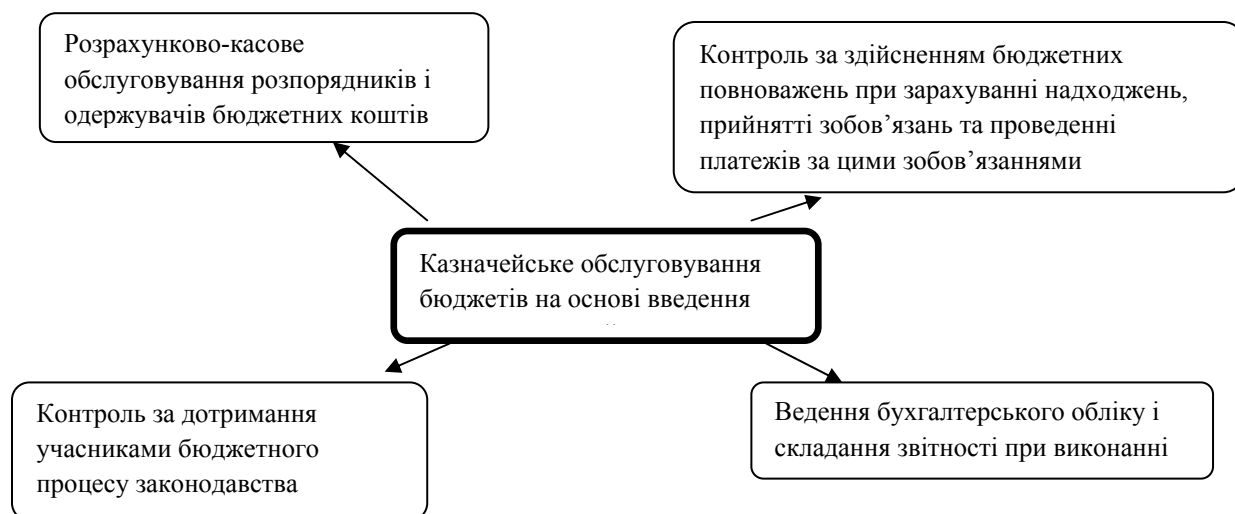 Розрахунково-касове
обслуговування розпорядників і
одержувачів бюджетних коштів
Контроль за здійсненням бюджетних
повноважень при зарахуванні надходжень,
прийнятті зобов’язань та проведенні
платежів за цими зобов’язаннями
Казначейське обслуговування
бюджетів на основі введення
Контроль за дотримання
учасниками бюджетного
процесу законодавства
Ведення бухгалтерського обліку і
складання звітності при виконанні